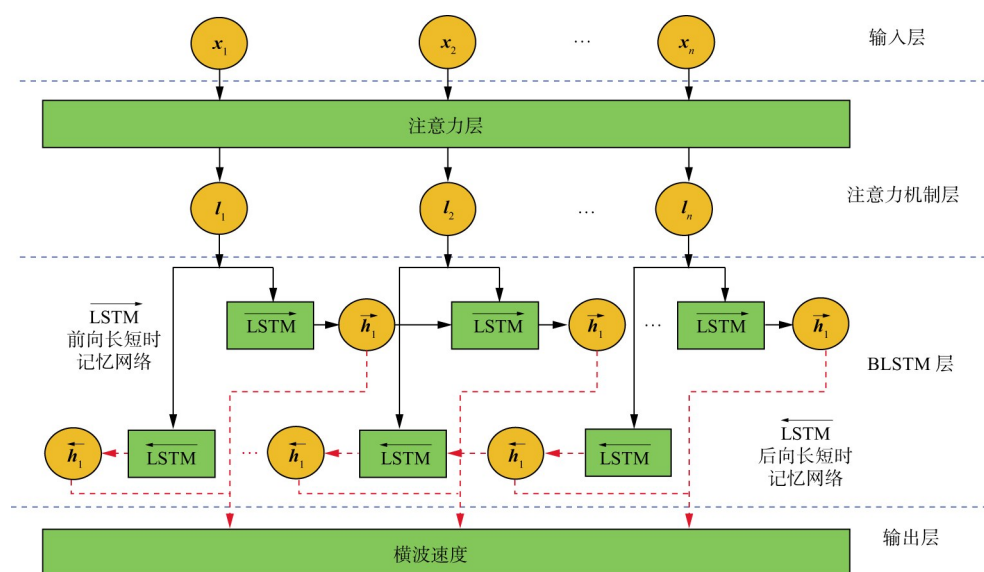 x₁ x₂ … xₙ 输入层
注意力层
l₁ l₂ … lₙ 注意力机制层
LSTM
前向长短时
记忆网络
LSTM h₁ LSTM h₁ … LSTM h₁
BLSTM 层
h₁ LSTM … h₁ LSTM h₁ LSTM
LSTM
后向长短时
记忆网络
横波速度 输出层